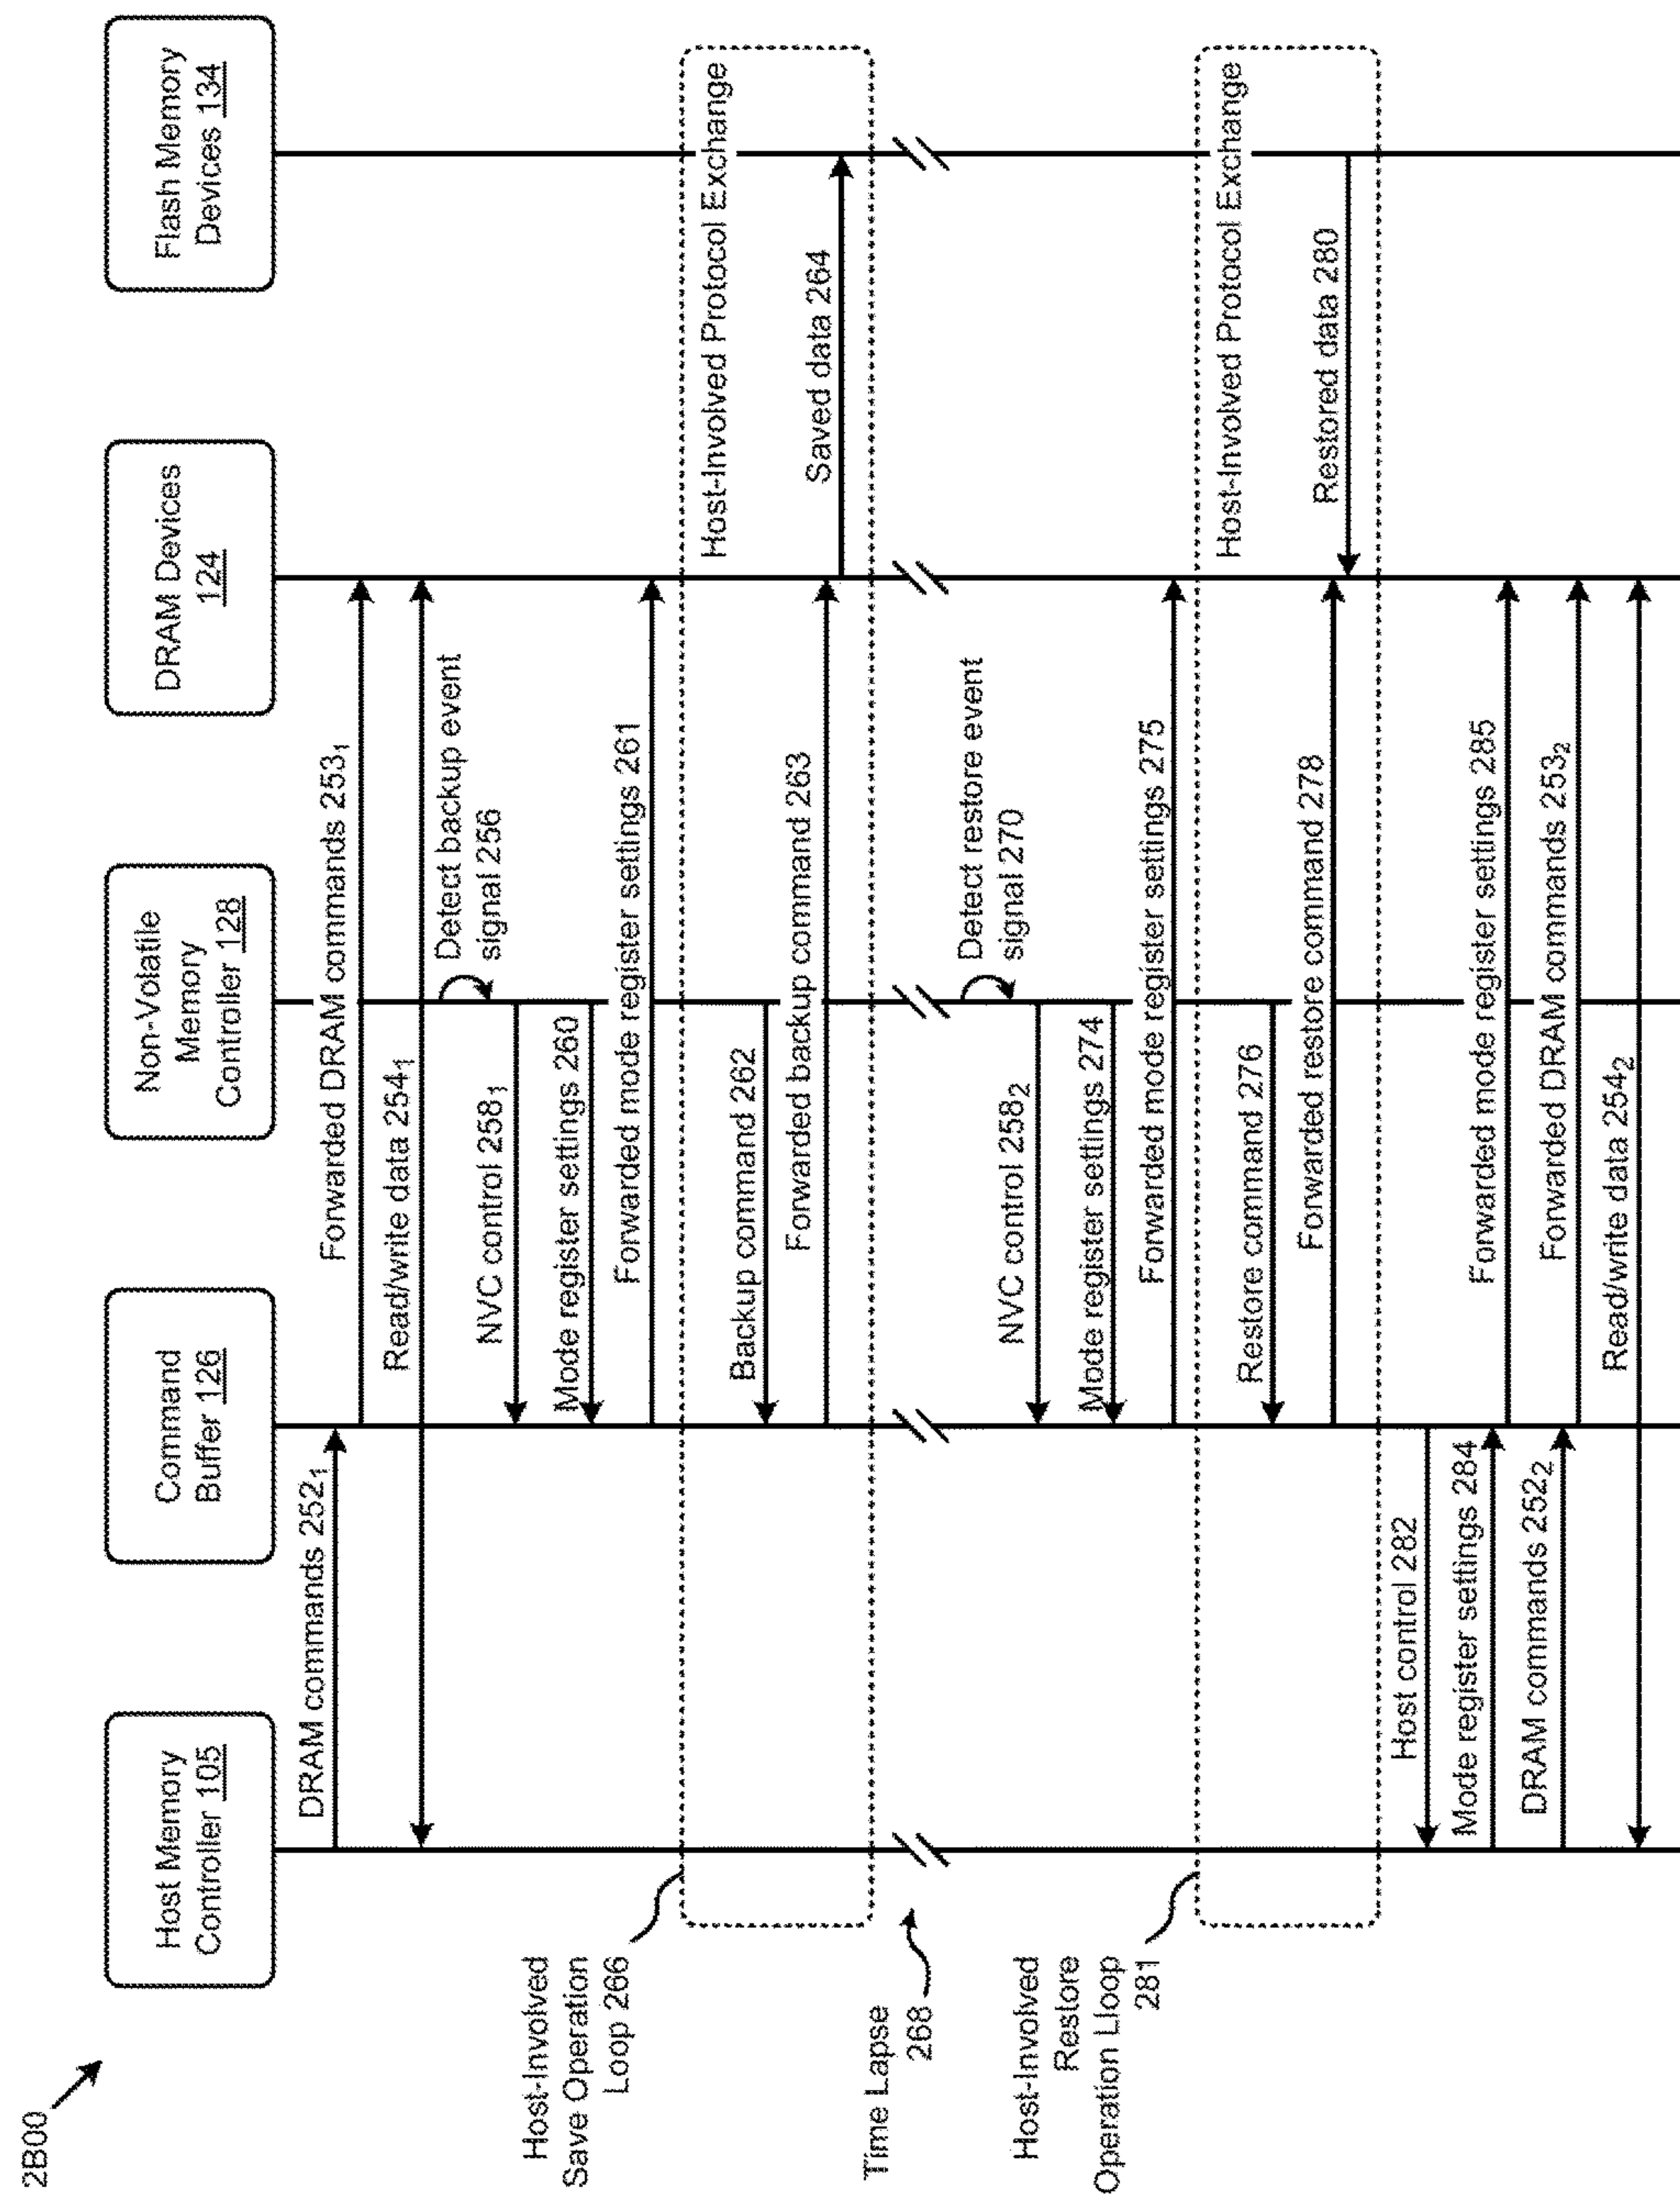 2B00
Host Memory
Controller 105
Command
Buffer 126
Non-Volatile
Memory
Controller 128
DRAM Devices
124
Flash Memory
Devices 134
DRAM commands 252₁
Forwarded DRAM commands 253₁
Read/write data 254₁
Detect backup event
signal 256
NVC control 258₁
Mode register settings 260
Forwarded mode register settings 261
Host-Involved
Save Operation
Loop 266
Host-Involved Protocol Exchange
Backup command 262
Forwarded backup command 263
Saved data 264
Time Lapse
268
Detect restore event
signal 270
NVC control 258₂
Mode register settings 274
Forwarded mode register settings 275
Host-Involved
Restore
Operation Lloop
281
Host-Involved Protocol Exchange
Restore command 276
Forwarded restore command 278
Restored data 280
Host control 282
Mode register settings 284
Forwarded mode register settings 285
DRAM commands 252₂
Forwarded DRAM commands 253₂
Read/write data 254₂